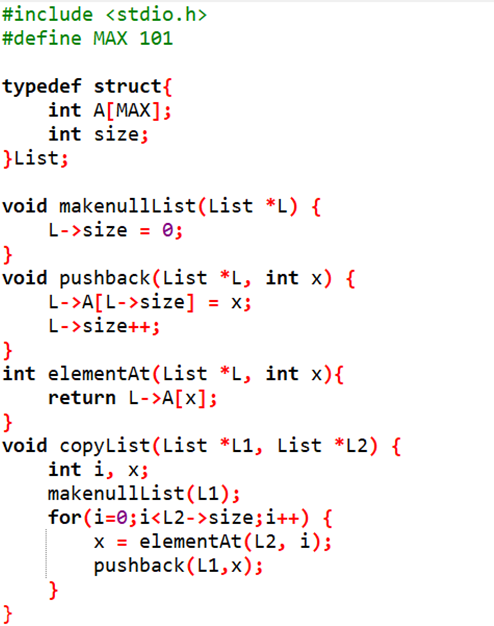 #include <stdio.h>
#define MAX 101
typedef struct{
    int A[MAX];
    int size;
}List;
void makenullList(List *L) {
    L->size = 0;
}
void pushback(List *L, int x) {
    L->A[L->size] = x;
    L->size++;
}
int elementAt(List *L, int x){
    return L->A[x];
}
void copyList(List *L1, List *L2) {
    int i, x;
    makenullList(L1);
    for(i=0;i<L2->size;i++) {
        x = elementAt(L2, i);
        pushback(L1,x);
    }
}